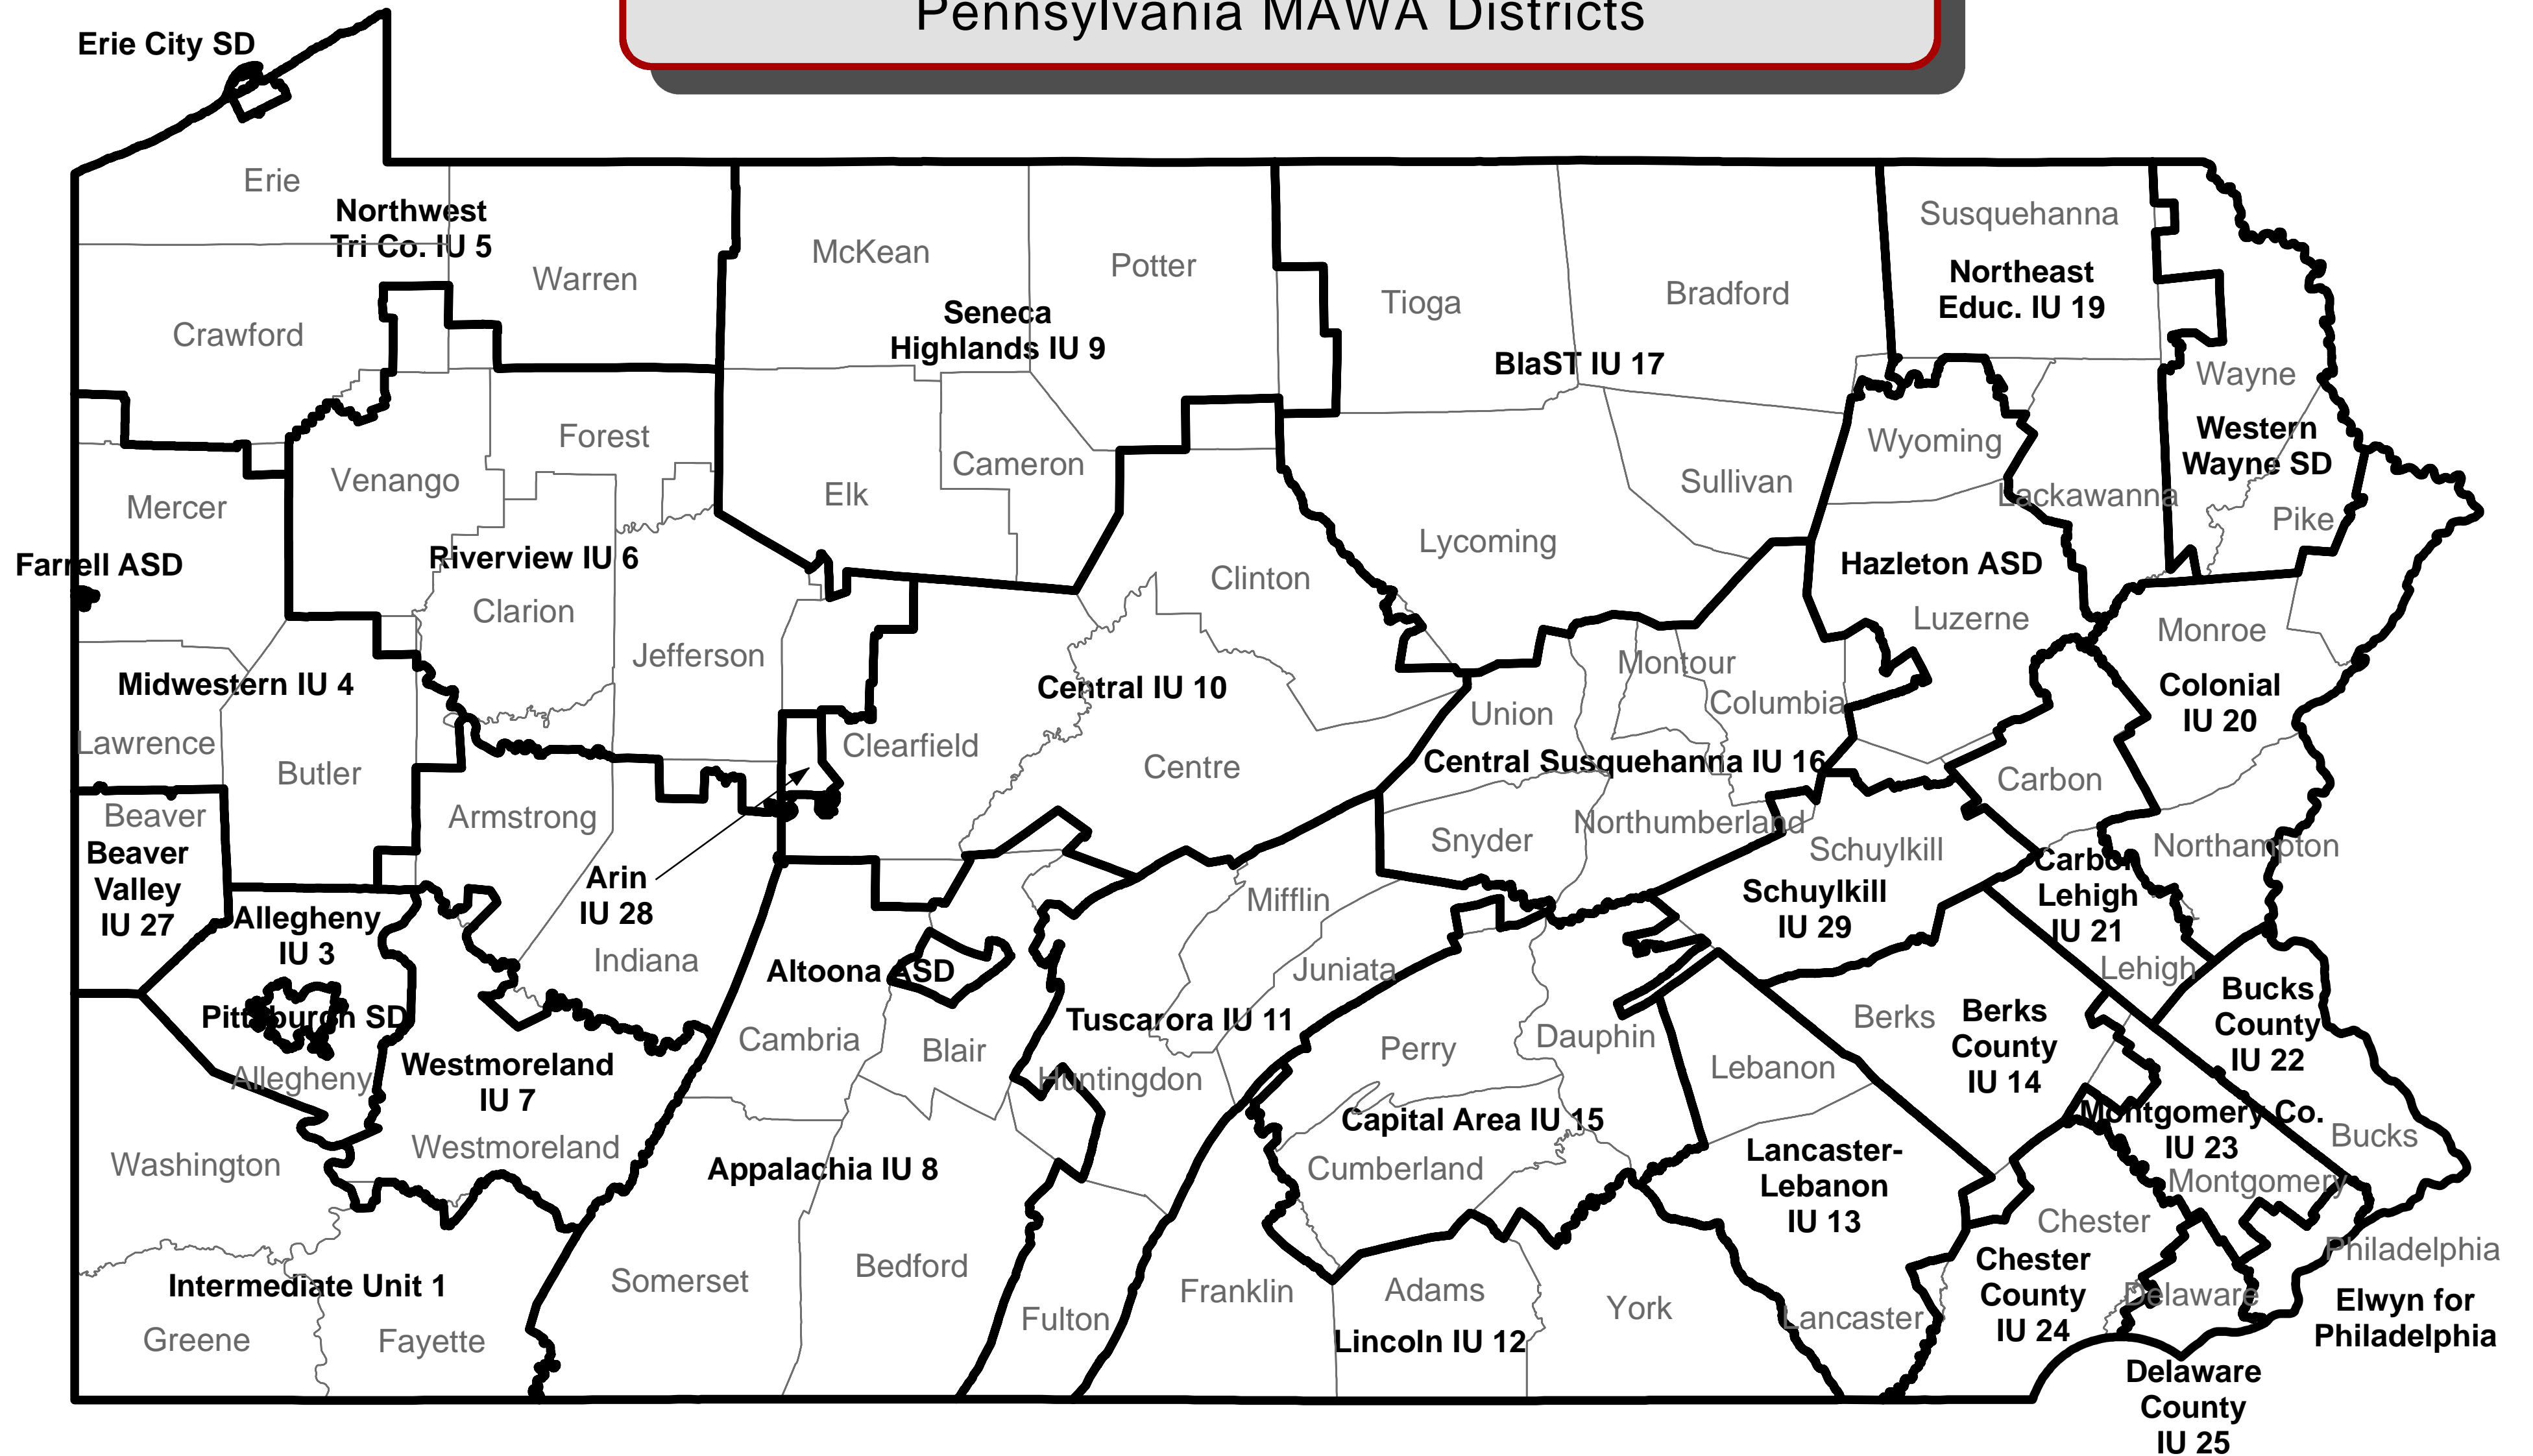 Pennsylvania MAWA Districts
Erie City SD
Erie
Northwest
Tri Co. IU 5
Warren
Crawford
McKean
Potter
Seneca
Highlands IU 9
Tioga
Bradford
BlaST IU 17
Susquehanna
Northeast
Educ. IU 19
Wayne
Western
Wayne SD
Pike
Wyoming
Lackawanna
Sullivan
Lycoming
Forest
Venango
Elk
Cameron
Mercer
Farrell ASD
Riverview IU 6
Clarion
Jefferson
Clinton
Hazleton ASD
Luzerne
Monroe
Colonial
IU 20
Midwestern IU 4
Lawrence
Butler
Central IU 10
Clearfield
Centre
Union
Montour
Columbia
Central Susquehanna IU 16
Snyder
Northumberland
Carbon
Schuylkill
Schuylkill
IU 29
Northampton
Carbon
Lehigh
IU 21
Lehigh
Beaver
Beaver
Valley
IU 27
Armstrong
Arin
IU 28
Indiana
Allegheny
IU 3
Pittsburgh SD
Allegheny
Altoona ASD
Cambria
Blair
Mifflin
Juniata
Tuscarora IU 11
Huntingdon
Perry
Dauphin
Lebanon
Berks
Berks
County
IU 14
Bucks
County
IU 22
Bucks
Montgomery Co.
IU 23
Montgomery
Westmoreland
IU 7
Westmoreland
Washington
Appalachia IU 8
Capital Area IU 15
Cumberland
Lancaster-
Lebanon
IU 13
Chester
Chester
County
IU 24
Philadelphia
Elwyn for
Philadelphia
Delaware
Delaware
County
IU 25
Intermediate Unit 1
Greene
Fayette
Somerset
Bedford
Fulton
Franklin
Adams
Lincoln IU 12
York
Lancaster